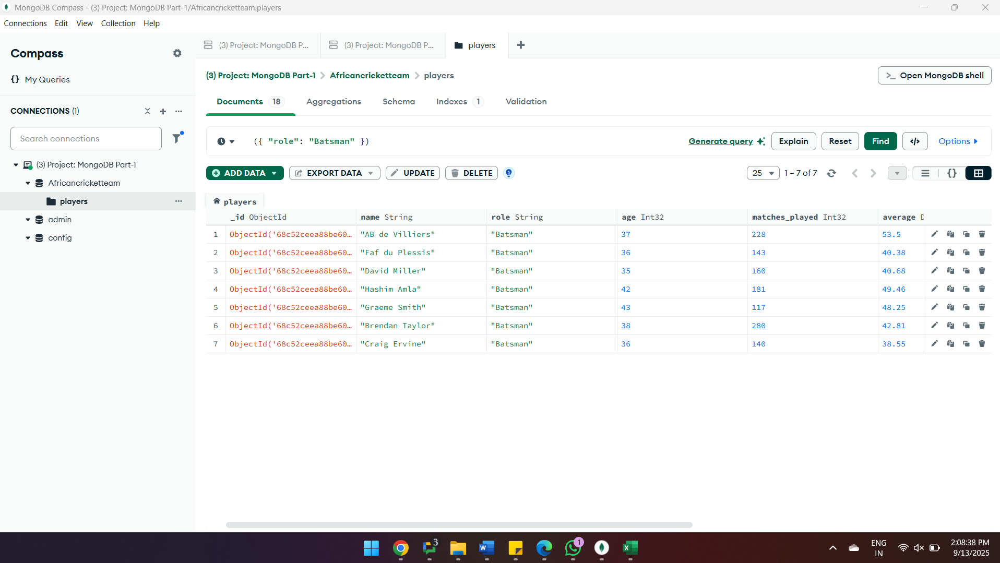 MongoDB Compass - (3) Project: MongoDB Part-1/Africancricketteam.players
Connections Edit View Collection Help
Compass
(3) Project: MongoDB P... (3) Project: MongoDB P... players
{} My Queries
(3) Project: MongoDB Part-1 > Africancricketteam > players
>_ Open MongoDB shell
CONNECTIONS (1)
Documents 18 Aggregations Schema Indexes 1 Validation
Search connections
({ "role": "Batsman" })
Generate query Explain Reset Find </> Options
(3) Project: MongoDB Part-1
Africancricketteam
players
admin
config
ADD DATA EXPORT DATA UPDATE DELETE
25 1 – 7 of 7 {}
players
_id ObjectId name String role String age Int32 matches_played Int32 average D
1 ObjectId('68c52ceea88be60… "AB de Villiers" "Batsman" 37 228 53.5
2 ObjectId('68c52ceea88be60… "Faf du Plessis" "Batsman" 36 143 40.38
3 ObjectId('68c52ceea88be60… "David Miller" "Batsman" 35 160 40.68
4 ObjectId('68c52ceea88be60… "Hashim Amla" "Batsman" 42 181 49.46
5 ObjectId('68c52ceea88be60… "Graeme Smith" "Batsman" 43 117 48.25
6 ObjectId('68c52ceea88be60… "Brendan Taylor" "Batsman" 38 280 42.81
7 ObjectId('68c52ceea88be60… "Craig Ervine" "Batsman" 36 140 38.55
3
W
1
X
ENG
IN
2:08:38 PM
9/13/2025